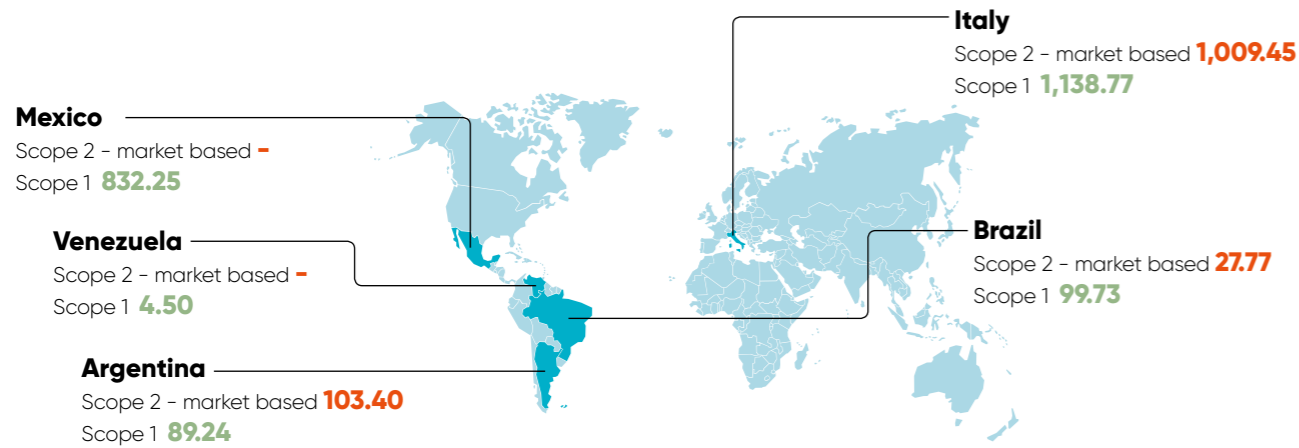 Italy
Scope 2 - market based 1,009.45
Scope 1 1,138.77
Mexico
Scope 2 - market based -
Scope 1 832.25
Venezuela
Scope 2 - market based -
Scope 1 4.50
Brazil
Scope 2 - market based 27.77
Scope 1 99.73
Argentina
Scope 2 - market based 103.40
Scope 1 89.24